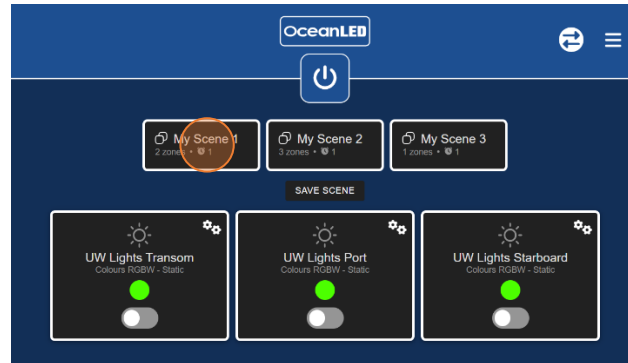 OceanLED
My Scene 1
2 zones • 1
My Scene 2
3 zones • 1
My Scene 3
1 zones • 1
SAVE SCENE
UW Lights Transom
Colours RGBW - Static
UW Lights Port
Colours RGBW - Static
UW Lights Starboard
Colours RGBW - Static